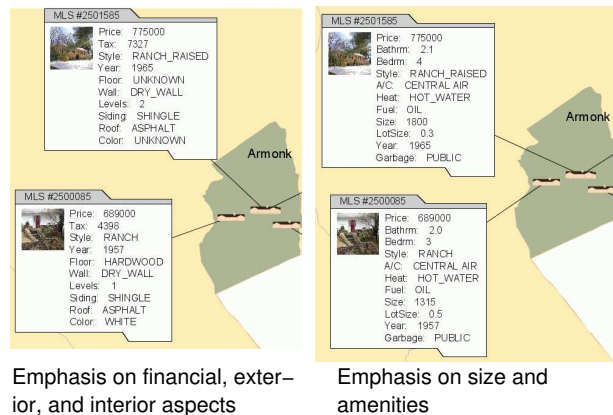 MLS #2501585
Price: 775000
Tax: 7327
Style: RANCH_RAISED
Year: 1965
Floor: UNKNOWN
Wall: DRY_WALL
Levels: 2
Siding: SHINGLE
Roof: ASPHALT
Color: UNKNOWN
Armonk
MLS #2500085
Price: 689000
Tax: 4398
Style: RANCH
Year: 1957
Floor: HARDWOOD
Wall: DRY_WALL
Levels: 1
Siding: SHINGLE
Roof: ASPHALT
Color: WHITE
Emphasis on financial, exter–
ior, and interior aspects
MLS #2501585
Price: 775000
Bathrm: 2.1
Bedrm: 4
Style: RANCH_RAISED
A/C: CENTRAL AIR
Heat: HOT_WATER
Fuel: OIL
Size: 1800
LotSize: 0.3
Year: 1965
Garbage: PUBLIC
Armonk
MLS #2500085
Price: 689000
Bathrm: 2.0
Bedrm: 3
Style: RANCH
A/C: CENTRAL AIR
Heat: HOT_WATER
Fuel: OIL
Size: 1315
LotSize: 0.5
Year: 1957
Garbage: PUBLIC
Emphasis on size and
amenities